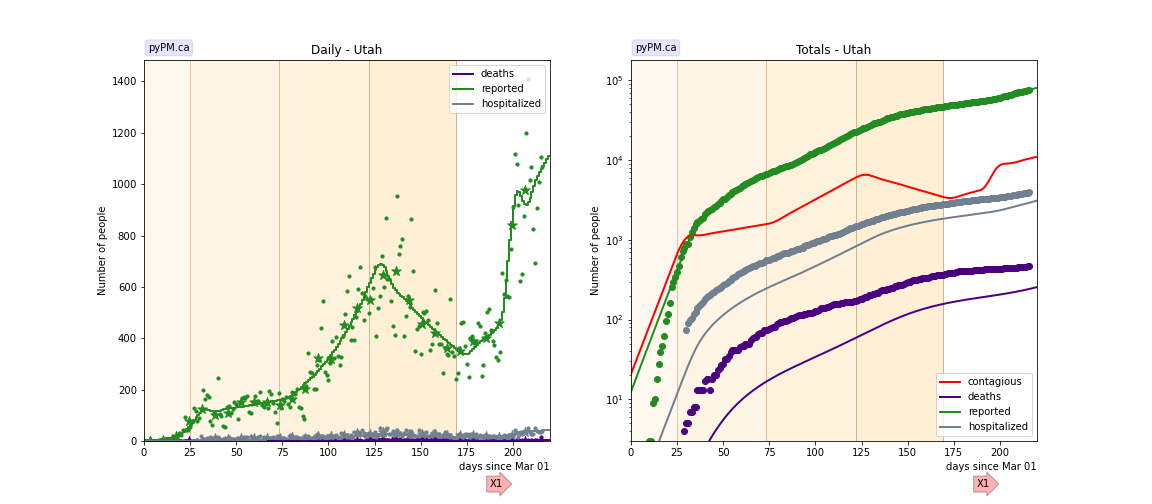 pyPM.ca
Daily - Utah
deaths
reported
hospitalized
Number of people
1400
1200
1000
800
600
400
200
0
0 25 50 75 100 125 150 175 200
days since Mar 01
X1
pyPM.ca
Totals - Utah
Number of people
10^5
10^4
10^3
10^2
10^1
contagious
deaths
reported
hospitalized
0 25 50 75 100 125 150 175 200
days since Mar 01
X1